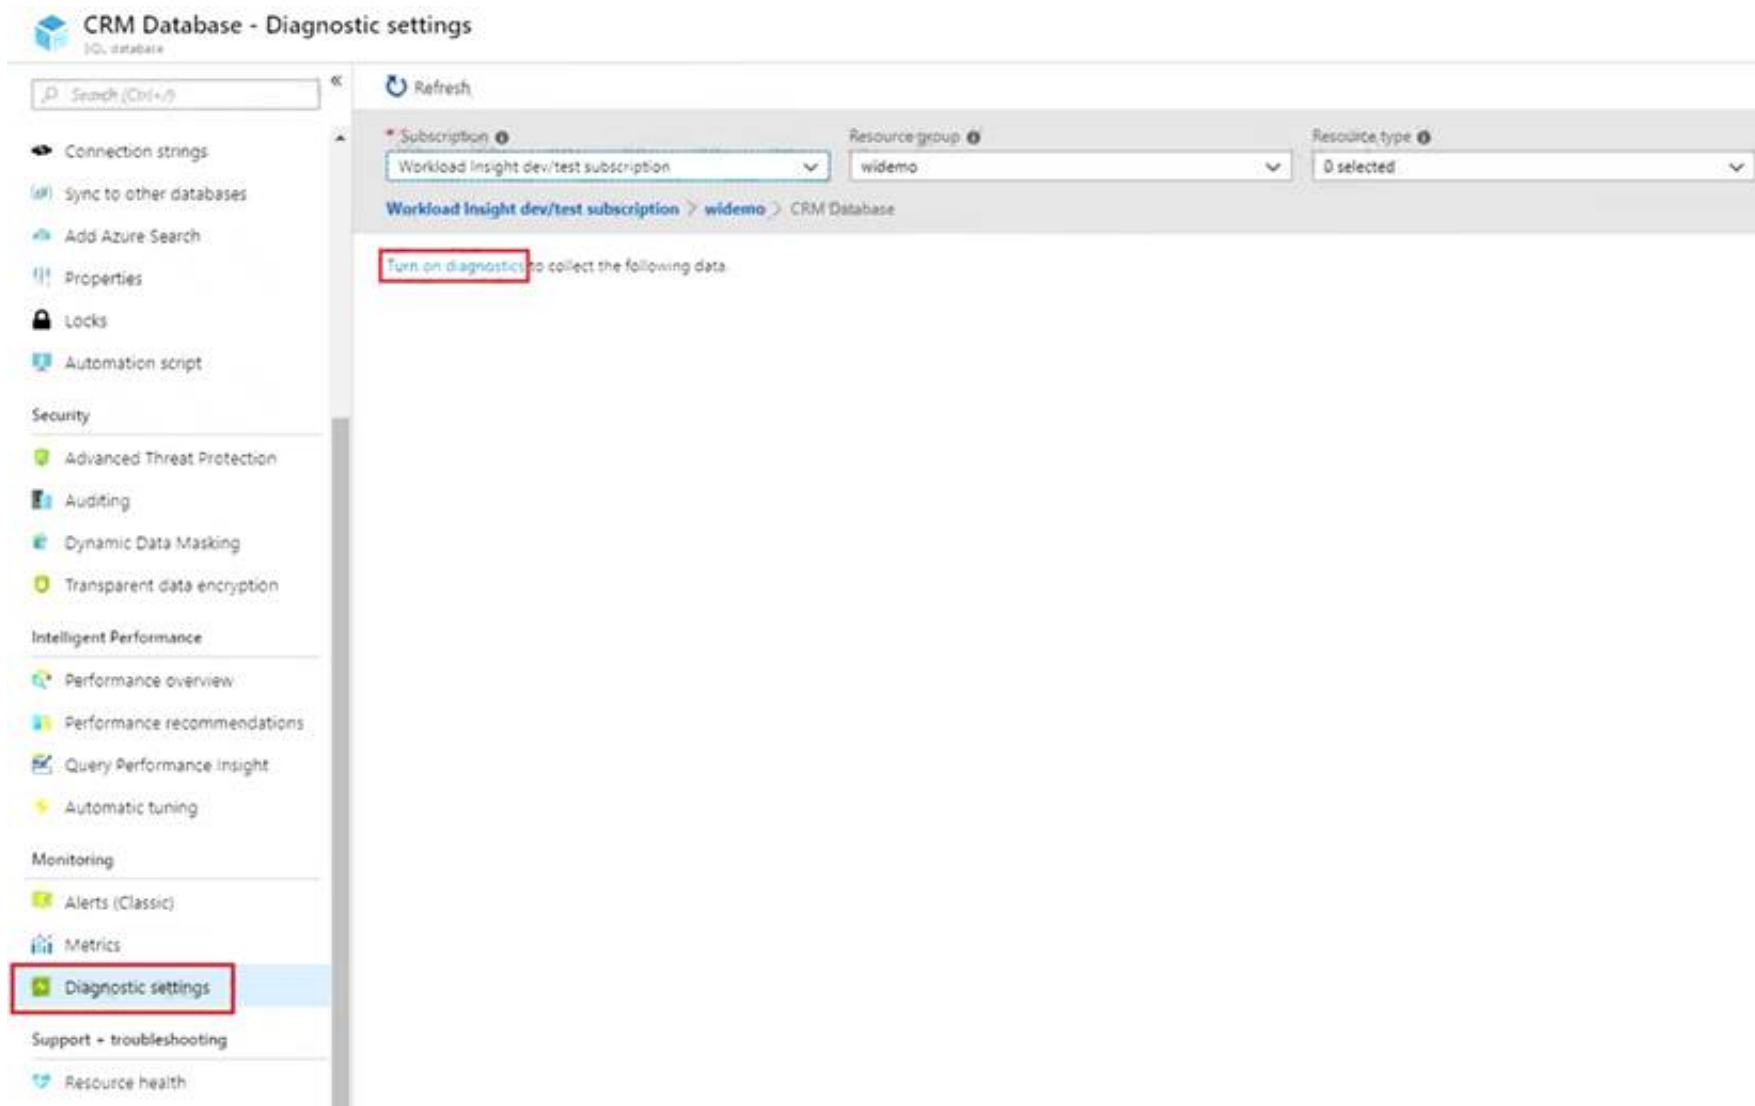 CRM Database - Diagnostic settings
SQL database
Search (Ctrl+/)
«
Refresh
* Subscription
Resource group
Resource type
Workload Insight dev/test subscription
widemo
0 selected
Workload Insight dev/test subscription > widemo > CRM Database
Turn on diagnostics to collect the following data.
Connection strings
Sync to other databases
Add Azure Search
Properties
Locks
Automation script
Security
Advanced Threat Protection
Auditing
Dynamic Data Masking
Transparent data encryption
Intelligent Performance
Performance overview
Performance recommendations
Query Performance Insight
Automatic tuning
Monitoring
Alerts (Classic)
Metrics
Diagnostic settings
Support + troubleshooting
Resource health